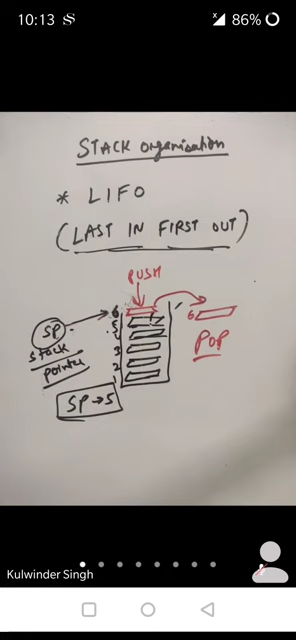 10:13 S
86%
STACK organisation
* LIFO
(LAST IN FIRST OUT)
PUSH
6
5
4
3
2
1
SP
stack
pointer
6
POP
SP → 5
Kulwinder Singh